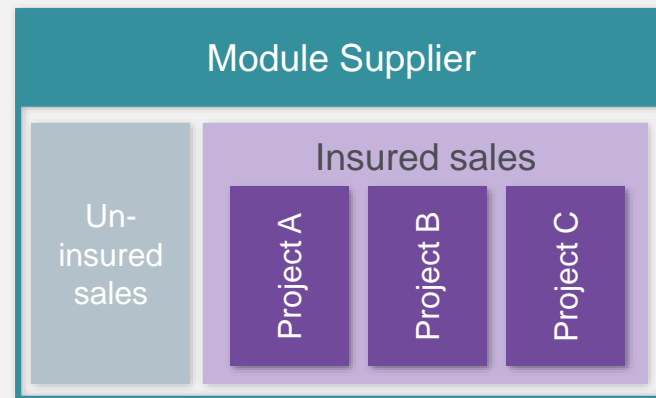 Module Supplier
Un-
insured
sales
Insured sales
Project A
Project B
Project C